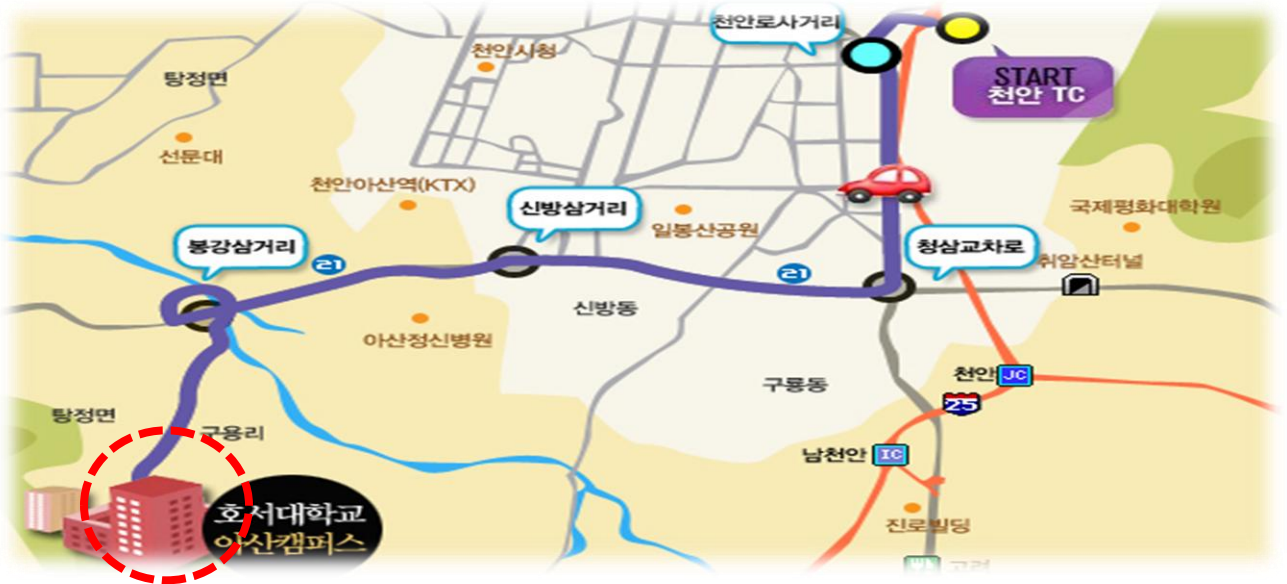 천안로사거리
START
천안 TC
천안시청
탕정면
선문대
천안아산역(KTX)
신방삼거리
일봉산공원
국제평화대학원
봉강삼거리
청삼교차로
취암산터널
21
21
신방동
아산정신병원
구룡동
천안 JC
25
탕정면
구용리
남천안 IC
호서대학교
아산캠퍼스
진로빌딩
고려